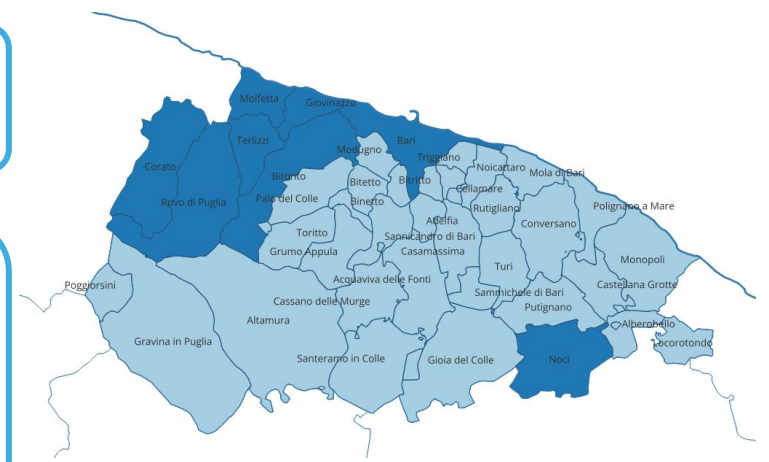 Molfetta
Giovinazzo
Terlizzi
Bari
Modugno
Triggiano
Corato
Noicattaro
Mola di Bari
Bitonto
Bitetto
Bitritto
Cellamare
Ruvo di Puglia
Palo del Colle
Binetto
Rutigliano
Polignano a Mare
Adelfia
Conversano
Toritto
Sannicandro di Bari
Grumo Appula
Casamassima
Monopoli
Turi
Poggiorsini
Acquaviva delle Fonti
Castellana Grotte
Sammichele di Bari
Cassano delle Murge
Putignano
Altamura
Alberobello
Gravina in Puglia
Locorotondo
Santeramo in Colle
Gioia del Colle
Noci